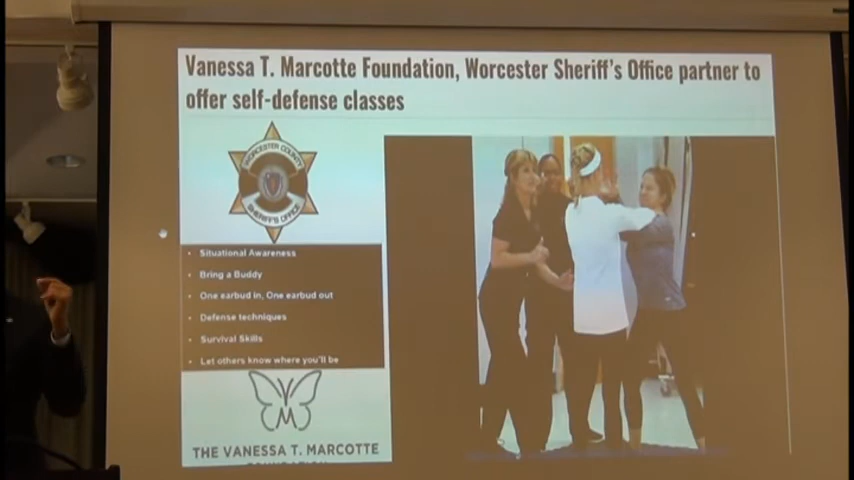 Vanessa T. Marcotte Foundation, Worcester Sheriff's Office partner to
offer self-defense classes
WORCESTER COUNTY
SHERIFF'S OFFICE
• Situational Awareness
• Bring a Buddy
• One earbud in, One earbud out
• Defense techniques
• Survival Skills
• Let others know where you'll be
VM
THE VANESSA T. MARCOTTE